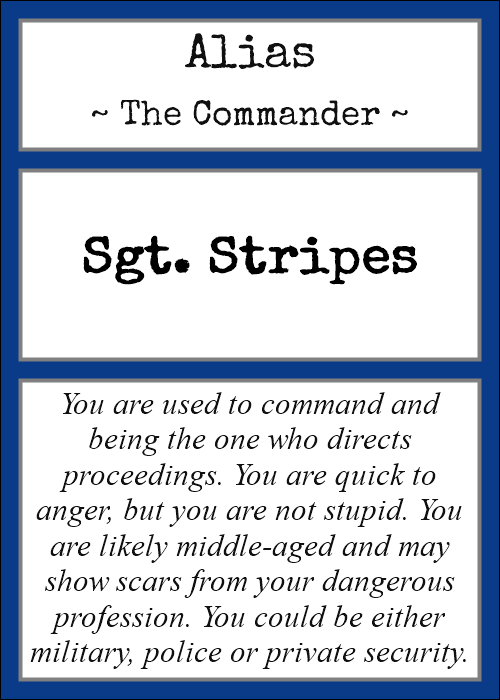 Alias
~ The Commander ~
Sgt. Stripes
You are used to command and
being the one who directs
proceedings. You are quick to
anger, but you are not stupid. You
are likely middle-aged and may
show scars from your dangerous
profession. You could be either
military, police or private security.